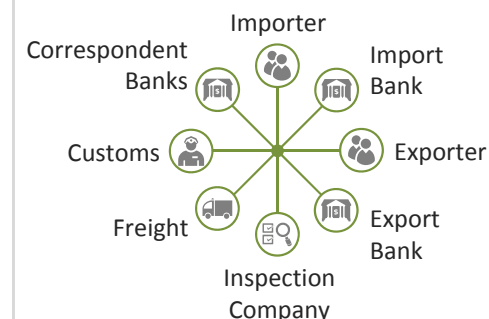 Importer
Correspondent
Banks
Import
Bank
Customs
Exporter
Freight
Export
Bank
Inspection
Company